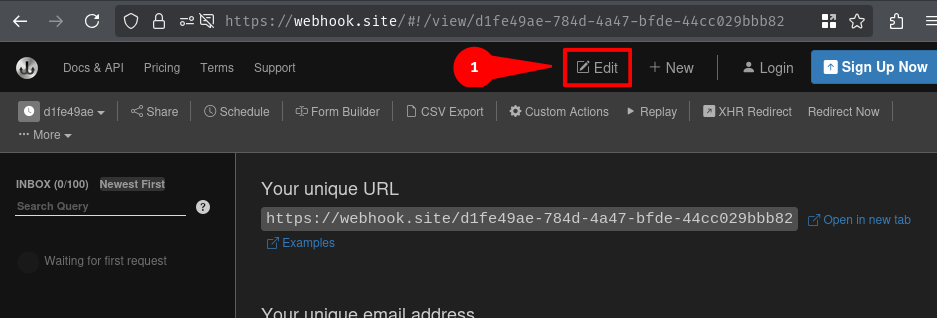 https://webhook.site/#!/view/d1fe49ae-784d-4a47-bfde-44cc029bbb82
Docs & API Pricing Terms Support 1 Edit + New Login Sign Up Now
d1fe49ae Share Schedule Form Builder CSV Export Custom Actions Replay XHR Redirect Redirect Now
··· More
INBOX (0/100) Newest First
Search Query ?
Waiting for first request
Your unique URL
https://webhook.site/d1fe49ae-784d-4a47-bfde-44cc029bbb82 Open in new tab
Examples
Your unique email address